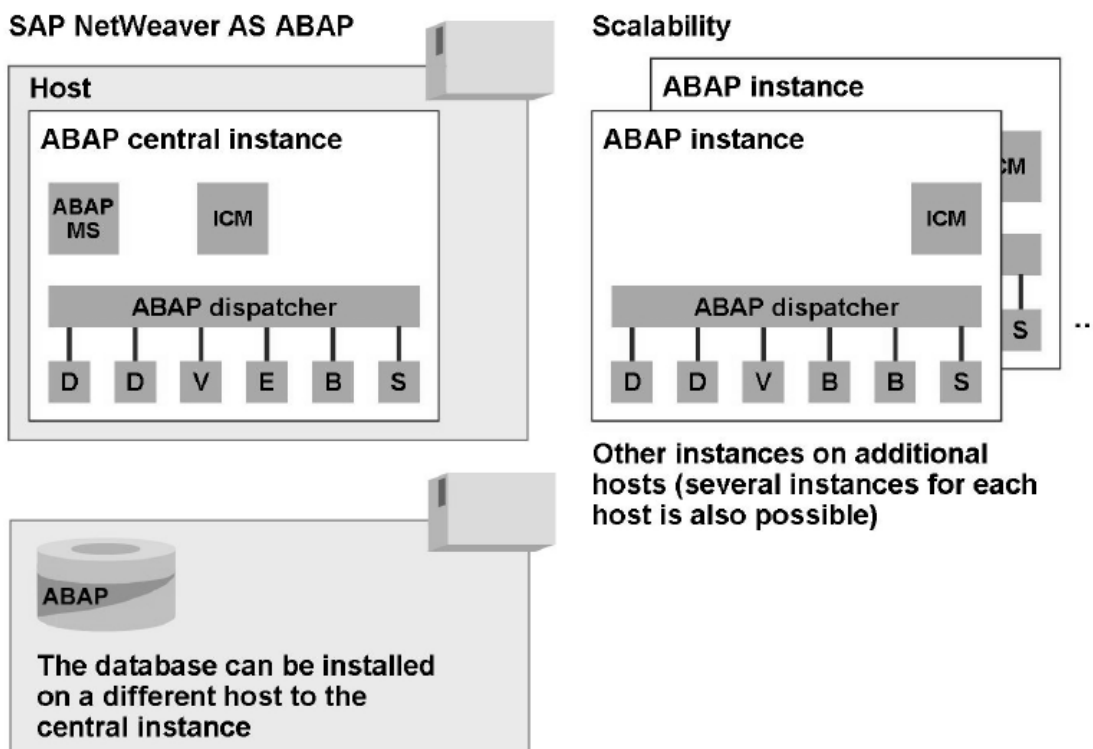 SAP NetWeaver AS ABAP
Host
ABAP central instance
ABAP
MS
ICM
ABAP dispatcher
D D V E B S
ABAP
The database can be installed
on a different host to the
central instance
Scalability
ABAP instance
ABAP instance
CM
ICM
ABAP dispatcher
S
..
D D V B B S
Other instances on additional
hosts (several instances for each
host is also possible)